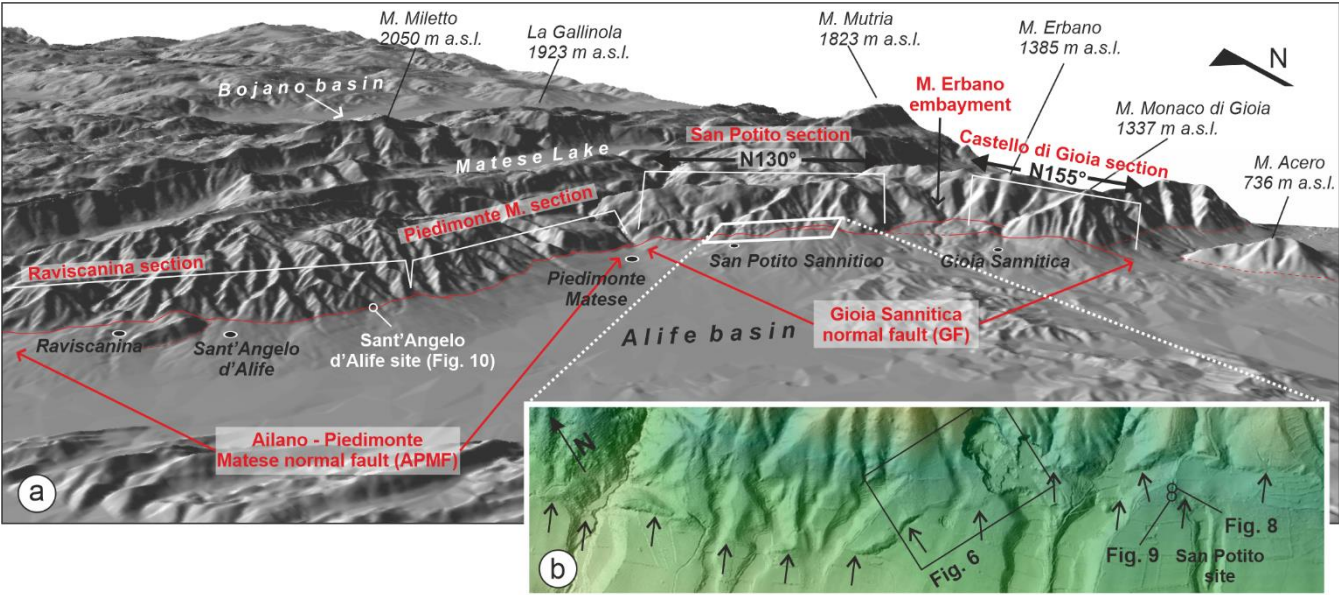 M. Miletto
2050 m a.s.l.
La Gallinola
1923 m a.s.l.
M. Mutria
1823 m a.s.l.
M. Erbano
1385 m a.s.l.
N
Bojano basin
M. Erbano
embayment
M. Monaco di Gioia
1337 m a.s.l.
San Potito section
N130°
Castello di Gioia section
N155°
M. Acero
736 m a.s.l.
Matese Lake
Piedimonte M. section
Raviscanina section
San Potito Sannitico
Gioia Sannitica
Piedimonte
Matese
Raviscanina
Sant'Angelo
d'Alife
Sant'Angelo
d'Alife site (Fig. 10)
Alife basin
Gioia Sannitica
normal fault (GF)
Ailano - Piedimonte
Matese normal fault (APMF)
a
N
Fig. 6
Fig. 8
Fig. 9
San Potito
site
b